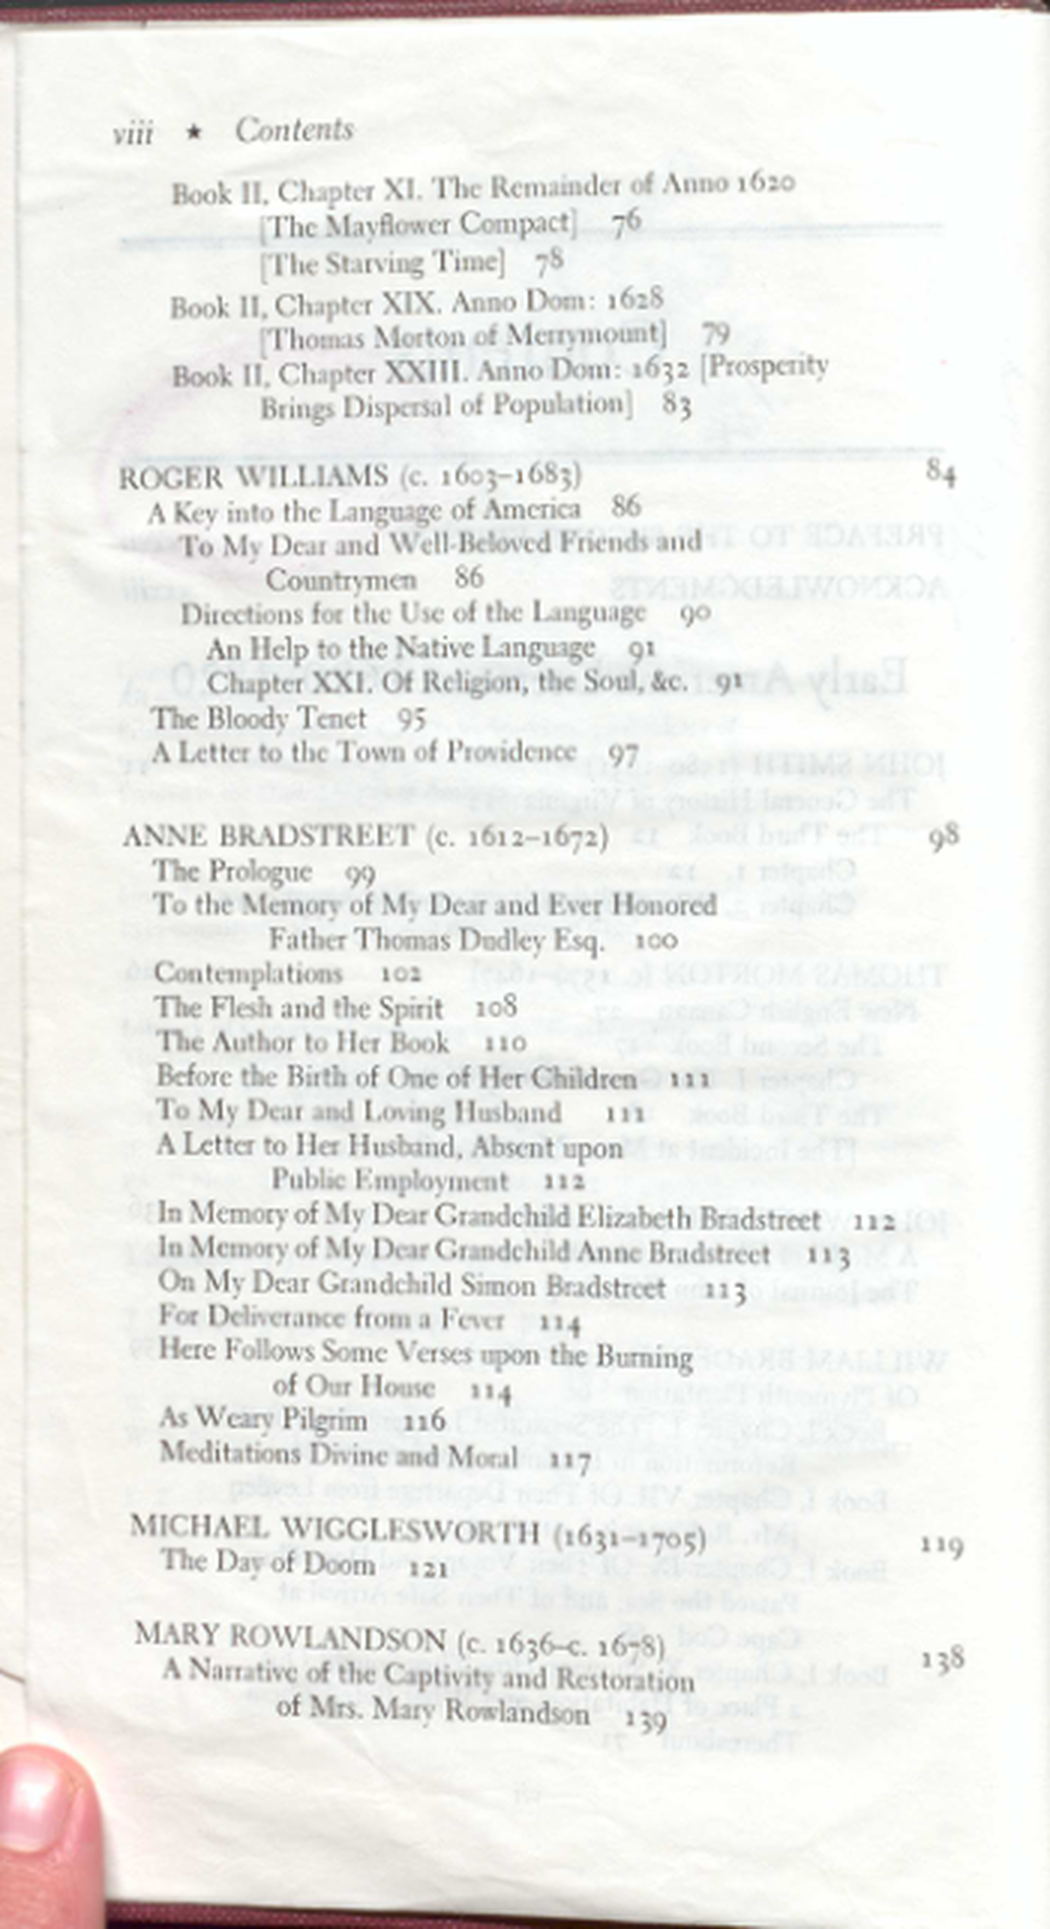 viii ★ Contents
Book II, Chapter XI. The Remainder of Anno 1620
[The Mayflower Compact] 76
[The Starving Time] 78
Book II, Chapter XIX. Anno Dom: 1628
[Thomas Morton of Merrymount] 79
Book II, Chapter XXIII. Anno Dom: 1632 [Prosperity
Brings Dispersal of Population] 83
ROGER WILLIAMS (c. 1603–1683) 84
A Key into the Language of America 86
To My Dear and Well-Beloved Friends and
Countrymen 86
Directions for the Use of the Language 90
An Help to the Native Language 91
Chapter XXI. Of Religion, the Soul, &c. 91
The Bloody Tenet 95
A Letter to the Town of Providence 97
ANNE BRADSTREET (c. 1612–1672) 98
The Prologue 99
To the Memory of My Dear and Ever Honored
Father Thomas Dudley Esq. 100
Contemplations 102
The Flesh and the Spirit 108
The Author to Her Book 110
Before the Birth of One of Her Children 111
To My Dear and Loving Husband 111
A Letter to Her Husband, Absent upon
Public Employment 112
In Memory of My Dear Grandchild Elizabeth Bradstreet 112
In Memory of My Dear Grandchild Anne Bradstreet 113
On My Dear Grandchild Simon Bradstreet 113
For Deliverance from a Fever 114
Here Follows Some Verses upon the Burning
of Our House 114
As Weary Pilgrim 116
Meditations Divine and Moral 117
MICHAEL WIGGLESWORTH (1631–1705) 119
The Day of Doom 121
MARY ROWLANDSON (c. 1636–c. 1678) 138
A Narrative of the Captivity and Restoration
of Mrs. Mary Rowlandson 139